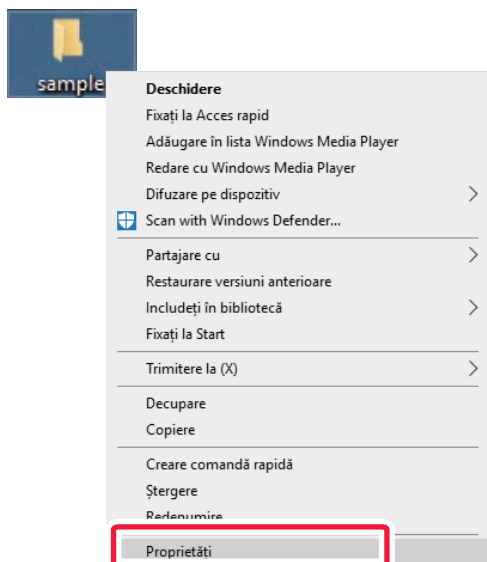 sample
Deschidere
Fixați la Acces rapid
Adăugare în lista Windows Media Player
Redare cu Windows Media Player
Difuzare pe dispozitiv
Scan with Windows Defender...
Partajare cu
Restaurare versiuni anterioare
Includeți în bibliotecă
Fixați la Start
Trimitere la (X)
Decupare
Copiere
Creare comandă rapidă
Ștergere
Redenumire
Proprietăți